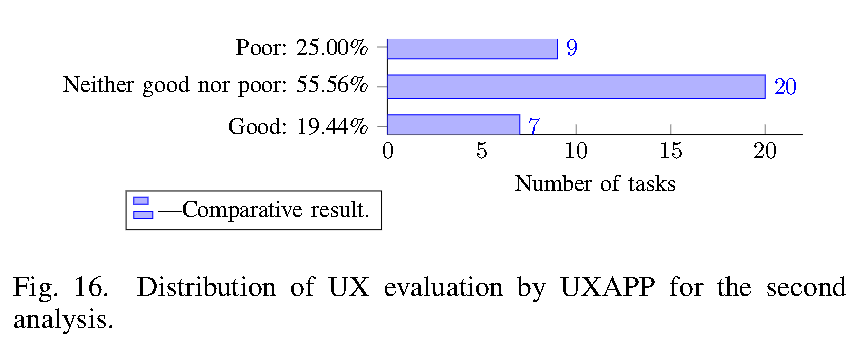 Poor: 25.00% 9
Neither good nor poor: 55.56% 20
Good: 19.44% 7
0 5 10 15 20
Number of tasks
—Comparative result.
Fig. 16. Distribution of UX evaluation by UXAPP for the second
analysis.